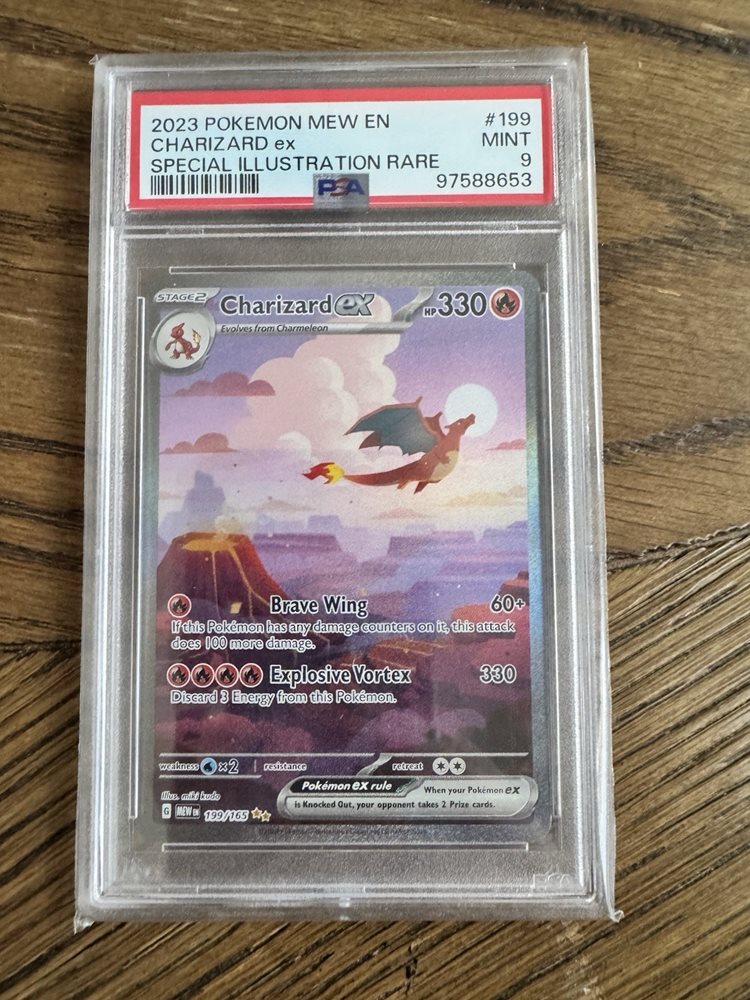 2023 POKEMON MEW EN #199
CHARIZARD ex MINT
SPECIAL ILLUSTRATION RARE 9
PSA 97588653
STAGE2 Charizard ex HP 330
Evolves from Charmeleon
Brave Wing 60+
If this Pokémon has any damage counters on it, this attack
does 100 more damage.
Explosive Vortex 330
Discard 3 Energy from this Pokémon.
weakness ×2 resistance retreat
Pokémon ex rule When your Pokémon ex
is Knocked Out, your opponent takes 2 Prize cards.
Illus. miki kudo
G MEW EN 199/165